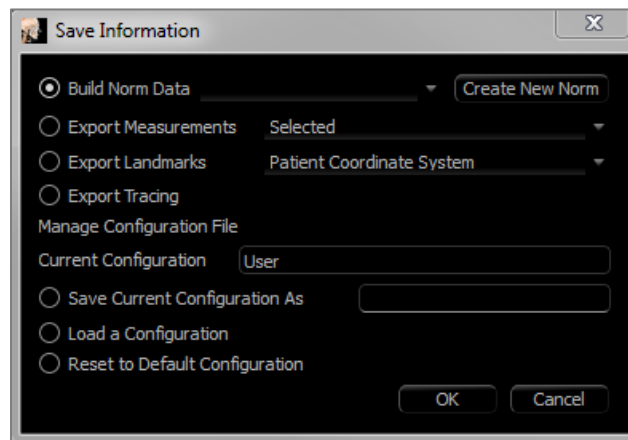 Save Information
Build Norm Data Create New Norm
Export Measurements Selected
Export Landmarks Patient Coordinate System
Export Tracing
Manage Configuration File
Current Configuration User
Save Current Configuration As
Load a Configuration
Reset to Default Configuration
OK Cancel